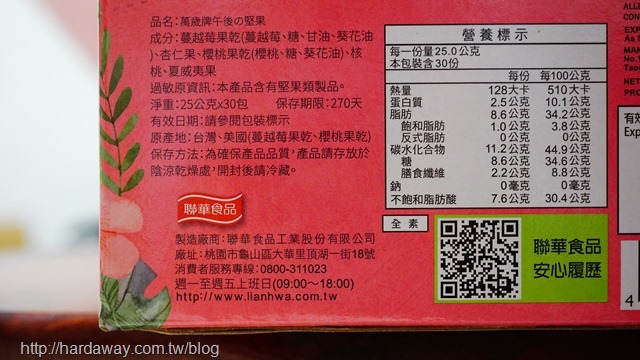 品名：萬歲牌午後の堅果
成分：蔓越莓果乾(蔓越莓、糖、甘油、葵花油
)、杏仁果、櫻桃果乾(櫻桃、糖、葵花油)、核
桃、夏威夷果
過敏原資訊：本產品含有堅果類製品。
淨重：25公克x30包 保存期限：270天
有效日期：請參閱包裝標示
原產地：台灣、美國(蔓越莓果乾、櫻桃果乾)
保存方法：為確保產品品質，產品請存放於
陰涼乾燥處，開封後請冷藏。
聯華食品
製造廠商：聯華食品工業股份有限公司
廠址：桃園市龜山區大華里頂湖一街18號
消費者服務專線：0800-311023
週一至週五上班日(09:00～18:00)
http://www.lianhwa.com.tw
營養標示
每一份量25.0公克
本包裝含30份
每份 每100公克
熱量 128大卡 510大卡
蛋白質 2.5公克 10.1公克
脂肪 8.6公克 34.2公克
飽和脂肪 1.0公克 3.8公克
反式脂肪 0公克 0公克
碳水化合物 11.2公克 44.9公克
糖 8.6公克 34.6公克
膳食纖維 2.2公克 8.8公克
鈉 0毫克 0毫克
不飽和脂肪酸 7.6公克 30.4公克
全素
聯華食品
安心履歷
ALL
CON
EXP
As
MAN
No.1
Tao
NET
PRO
有效
Exp
4
http://hardaway.com.tw/blog